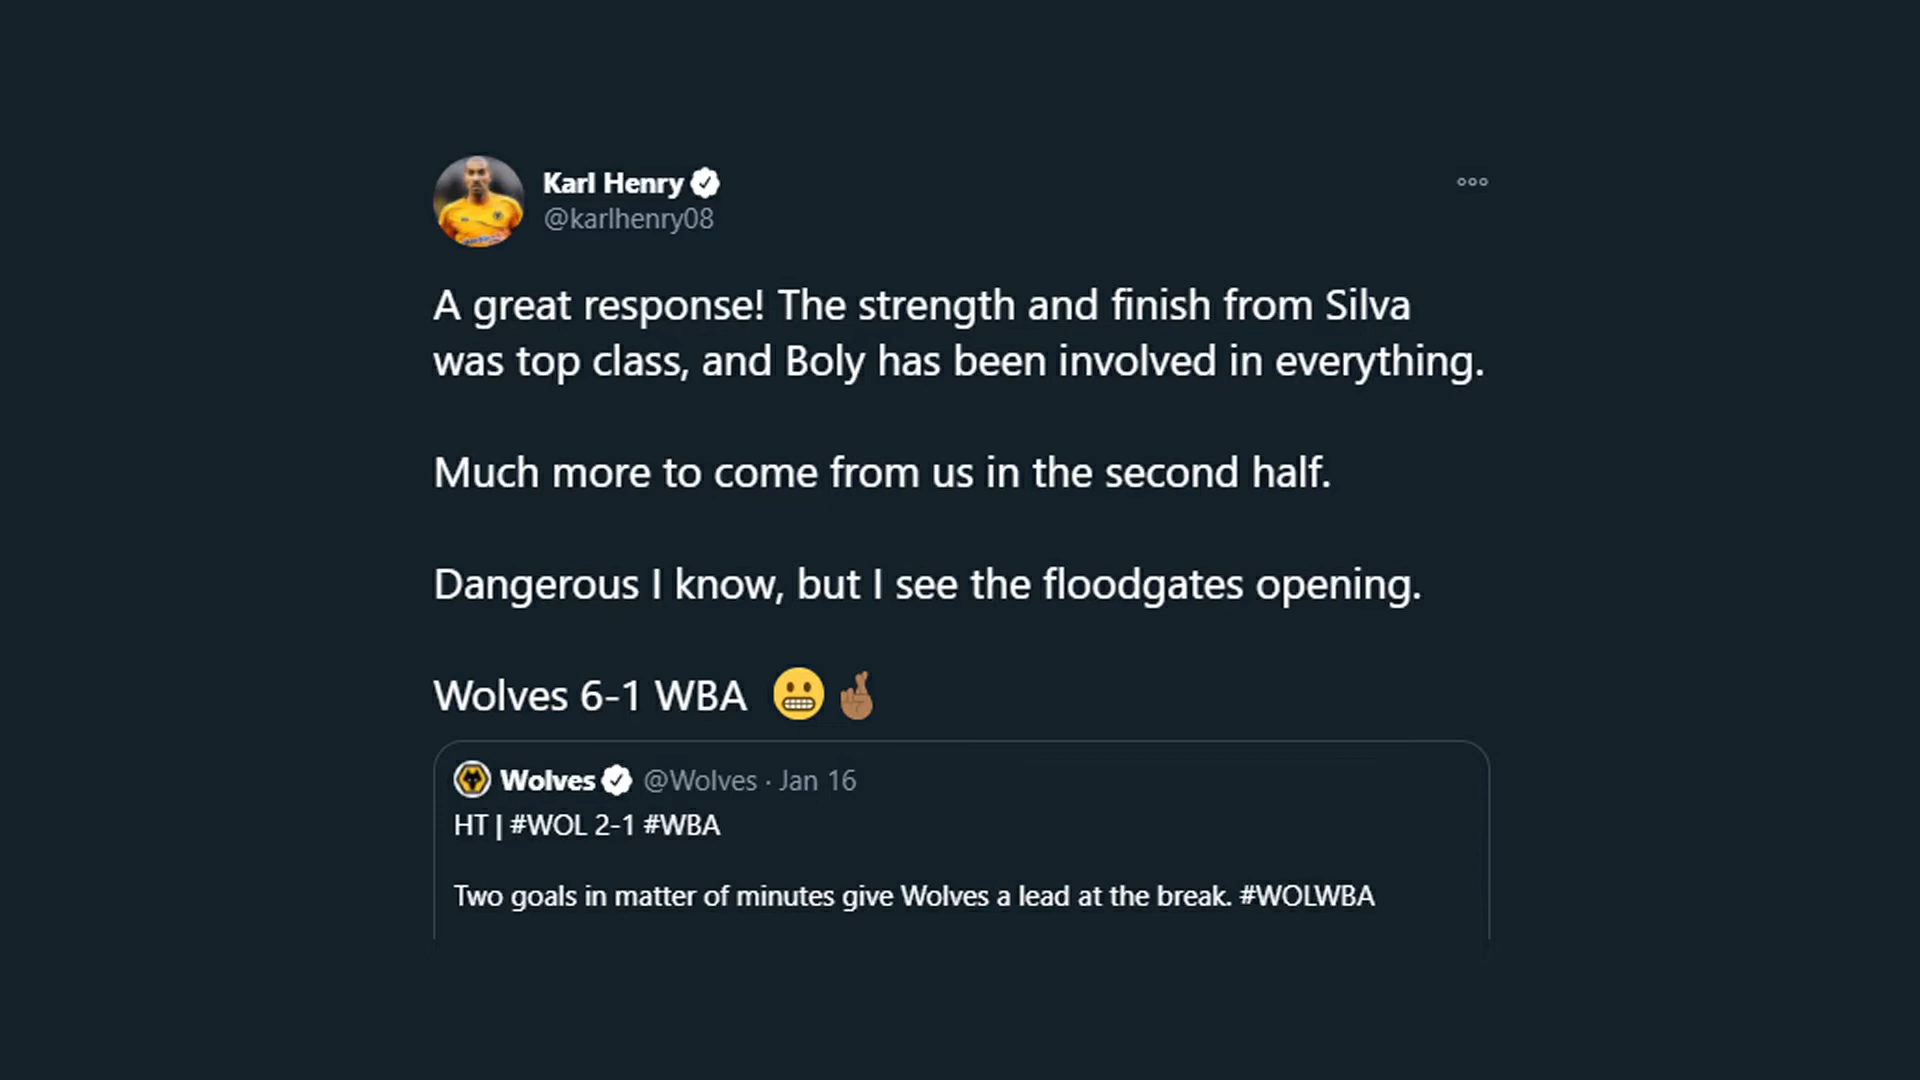 Karl Henry
@karlhenry08
A great response! The strength and finish from Silva
was top class, and Boly has been involved in everything.
Much more to come from us in the second half.
Dangerous I know, but I see the floodgates opening.
Wolves 6-1 WBA 😬🤞🏾
Wolves @Wolves · Jan 16
HT | #WOL 2-1 #WBA
Two goals in matter of minutes give Wolves a lead at the break. #WOLWBA